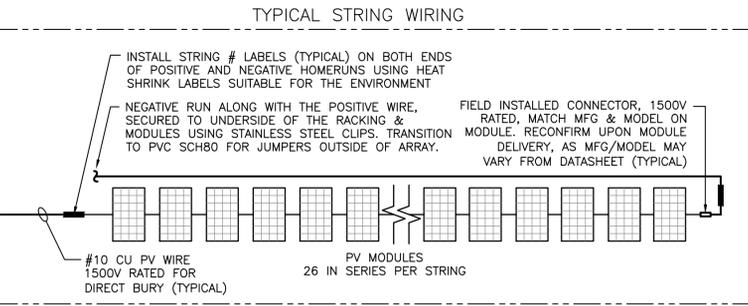 TYPICAL STRING WIRING
INSTALL STRING # LABELS (TYPICAL) ON BOTH ENDS
OF POSITIVE AND NEGATIVE HOMERUNS USING HEAT
SHRINK LABELS SUITABLE FOR THE ENVIRONMENT
NEGATIVE RUN ALONG WITH THE POSITIVE WIRE,
SECURED TO UNDERSIDE OF THE RACKING &
MODULES USING STAINLESS STEEL CLIPS. TRANSITION
TO PVC SCH80 FOR JUMPERS OUTSIDE OF ARRAY.
FIELD INSTALLED CONNECTOR, 1500V
RATED, MATCH MFG & MODEL ON
MODULE. RECONFIRM UPON MODULE
DELIVERY, AS MFG/MODEL MAY
VARY FROM DATASHEET (TYPICAL)
#10 CU PV WIRE
1500V RATED FOR
DIRECT BURY (TYPICAL)
PV MODULES
26 IN SERIES PER STRING